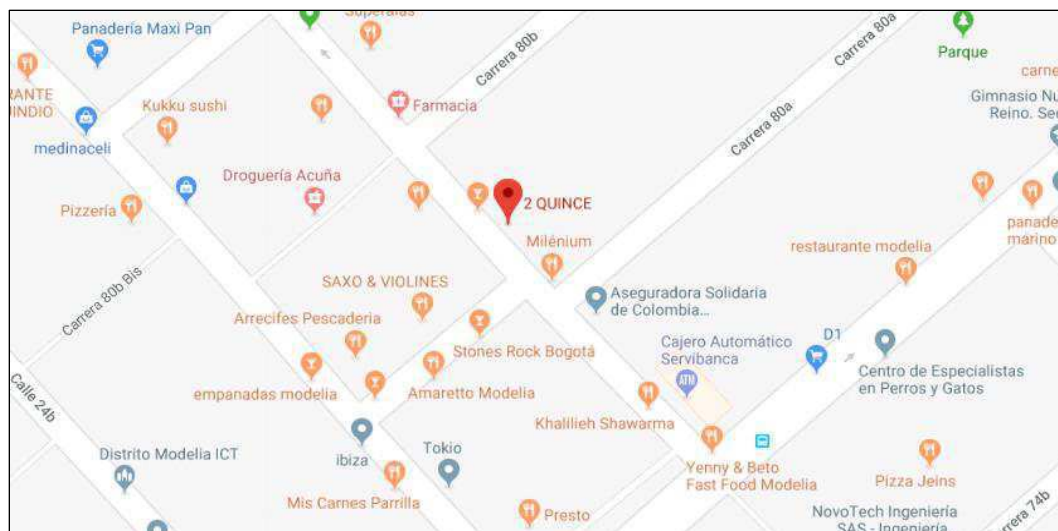 Superalas
Panadería Maxi Pan
Carrera 80b
Carrera 80a
Parque
carne
RANTE
UINDIO
Kukku sushi
Farmacia
Gimnasio Nu
Reino. Sec
medinaceli
Carrera 80a
Droguería Acuña
Pizzería
2 QUINCE
Milénium
restaurante modelia
panade
marino
Carrera 80b Bis
SAXO & VIOLINES
Aseguradora Solidaria
de Colombia...
Arrecifes Pescaderia
D1
Cajero Automático
Servibanca
ATM
Stones Rock Bogotá
Centro de Especialistas
en Perros y Gatos
empanadas modelia
Amaretto Modelia
Calle 24b
Khalilieh Shawarma
Distrito Modelia ICT
ibiza
Tokio
Yenny & Beto
Fast Food Modelia
Pizza Jeins
Mis Carnes Parrilla
Presto
NovoTech Ingeniería
SAS - Ingeniería
Carrera 74b